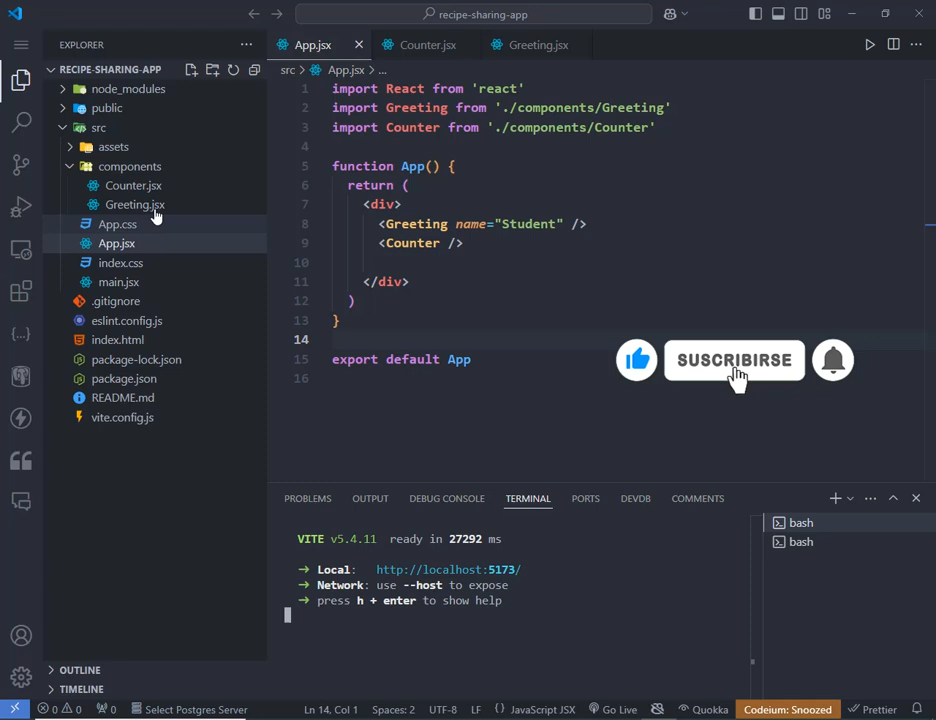 recipe-sharing-app
EXPLORER
App.jsx
Counter.jsx
Greeting.jsx
RECIPE-SHARING-APP
src > App.jsx > ...
node_modules
public
src
assets
components
Counter.jsx
Greeting.jsx
App.css
App.jsx
index.css
main.jsx
.gitignore
eslint.config.js
index.html
package-lock.json
package.json
README.md
vite.config.js
1 import React from 'react'
2 import Greeting from './components/Greeting'
3 import Counter from './components/Counter'
4
5 function App() {
6 return (
7 <div>
8 <Greeting name="Student" />
9 <Counter />
10
11 </div>
12 )
13 }
14
15 export default App
16
SUSCRIBIRSE
PROBLEMS OUTPUT DEBUG CONSOLE TERMINAL PORTS DEVDB COMMENTS
VITE v5.4.11 ready in 27292 ms
→ Local: http://localhost:5173/
→ Network: use --host to expose
→ press h + enter to show help
bash
bash
OUTLINE
TIMELINE
0 0 0 Select Postgres Server Ln 14, Col 1 Spaces: 2 UTF-8 LF {} JavaScript JSX Go Live Quokka Codeium: Snoozed Prettier